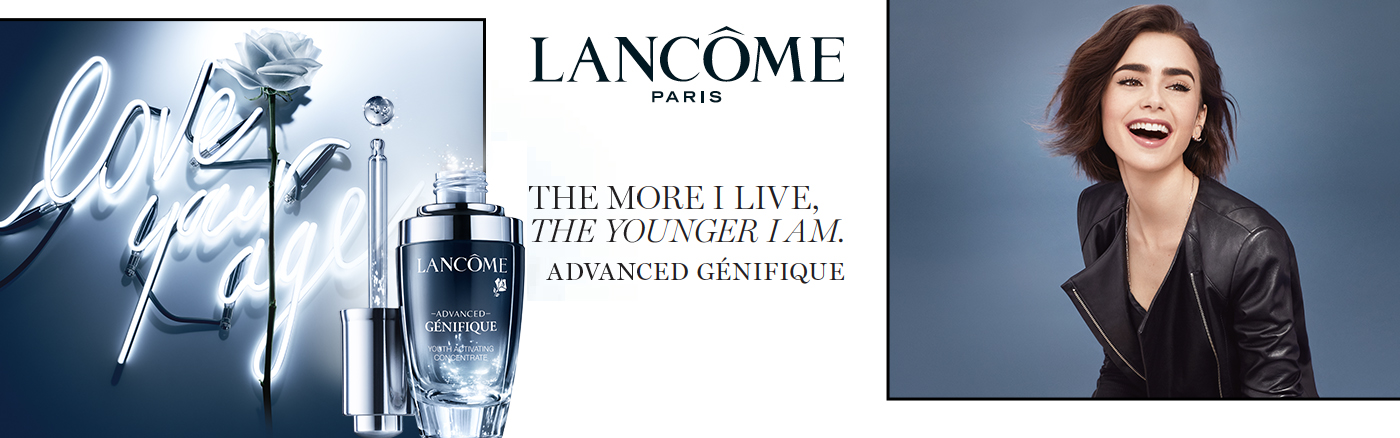 love
your
age
LANCÔME
-ADVANCED-
GÉNIFIQUE
YOUTH ACTIVATING
CONCENTRATE
LANCÔME
PARIS
THE MORE I LIVE,
THE YOUNGER I AM.
ADVANCED GÉNIFIQUE